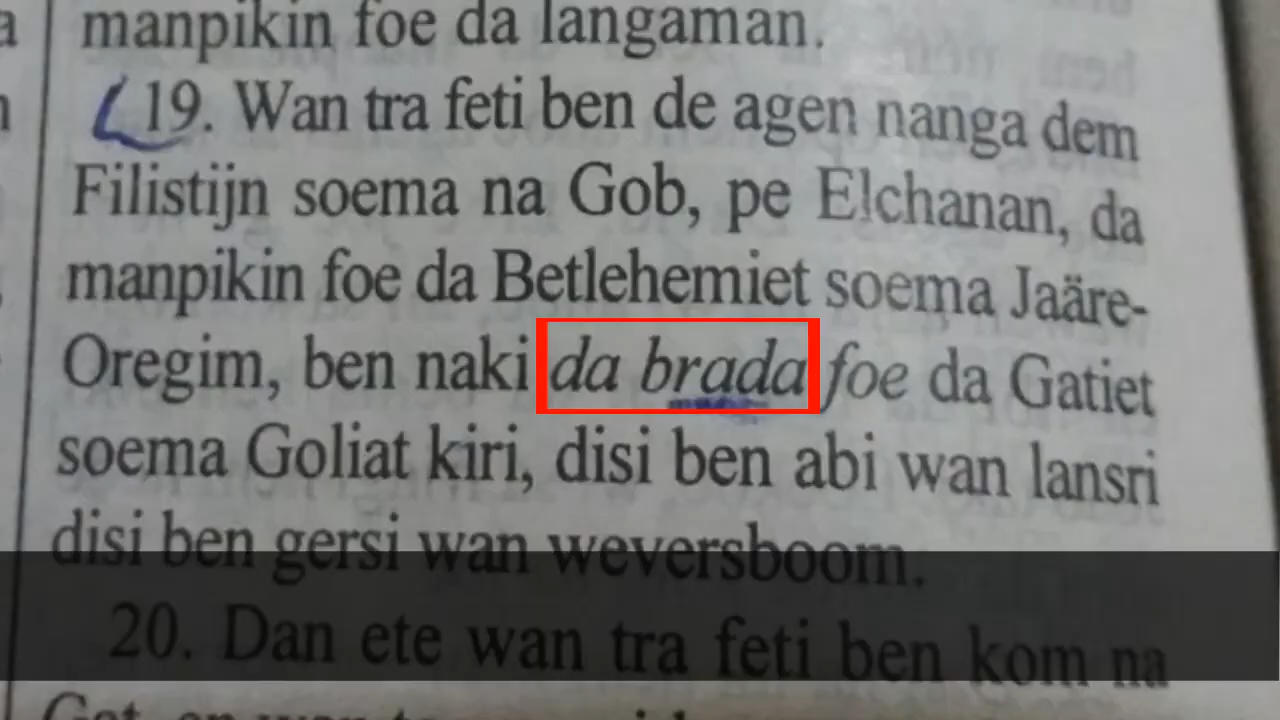 manpikin foe da langaman.
19. Wan tra feti ben de agen nanga dem
Filistijn soema na Gob, pe Elchanan, da
manpikin foe da Betlehemiet soema Jaäre-
Oregim, ben naki da brada foe da Gatiet
soema Goliat kiri, disi ben abi wan lansri
disi ben gersi wan weversboom.
20. Dan ete wan tra feti ben kom na